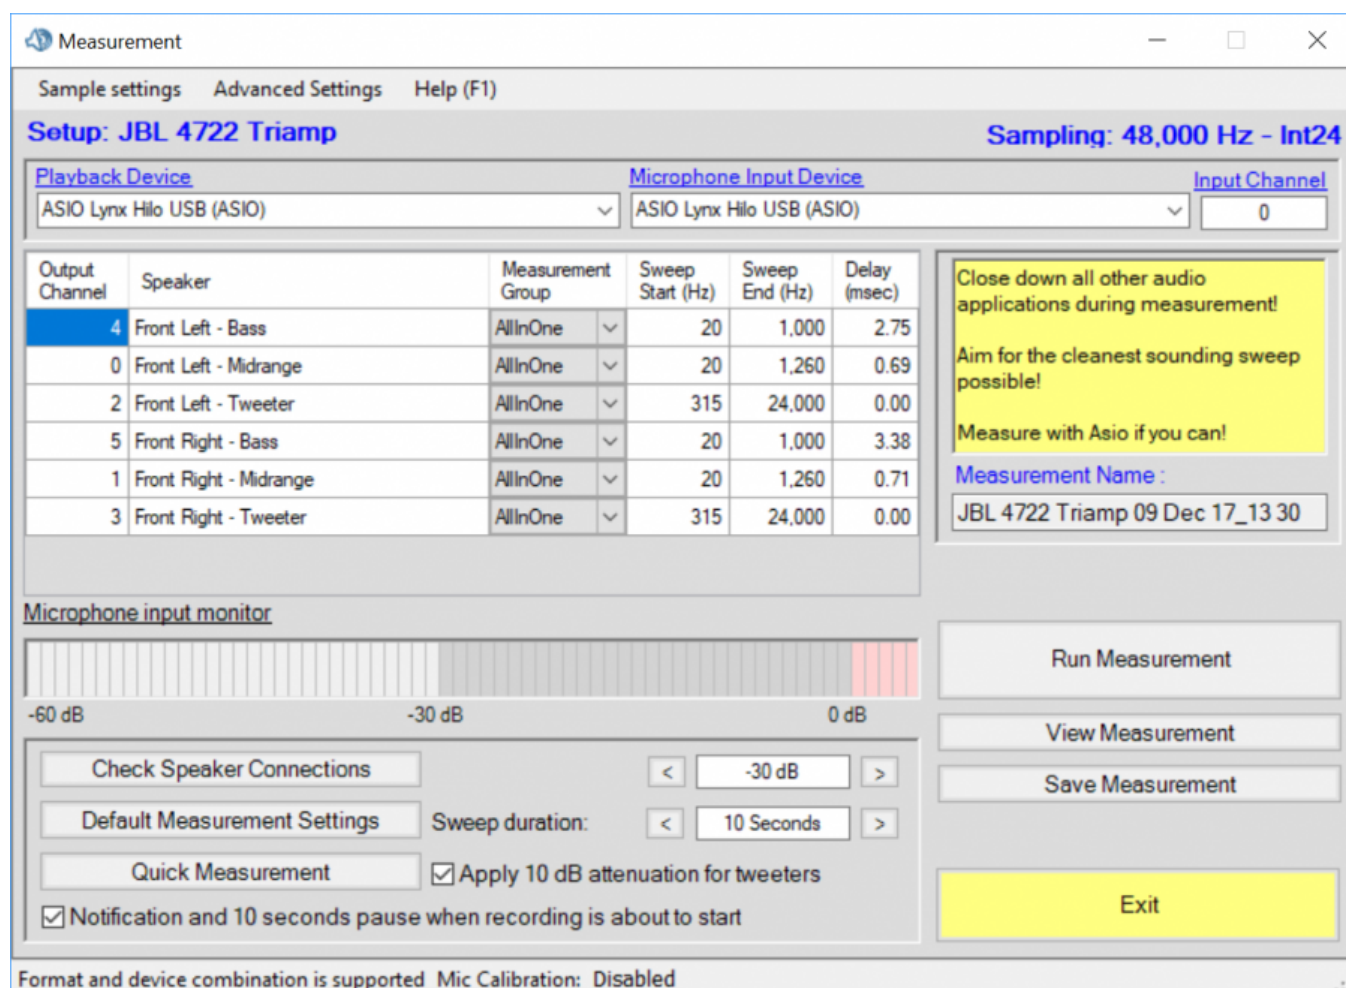 Measurement
Sample settings Advanced Settings Help (F1)
Setup: JBL 4722 Triamp
Sampling: 48,000 Hz - Int24
Playback Device
Microphone Input Device
Input Channel
ASIO Lynx Hilo USB (ASIO)
ASIO Lynx Hilo USB (ASIO)
0
Output Channel Speaker Measurement Group Sweep Start (Hz) Sweep End (Hz) Delay (msec)
4 Front Left - Bass AllInOne 20 1,000 2.75
0 Front Left - Midrange AllInOne 20 1,260 0.69
2 Front Left - Tweeter AllInOne 315 24,000 0.00
5 Front Right - Bass AllInOne 20 1,000 3.38
1 Front Right - Midrange AllInOne 20 1,260 0.71
3 Front Right - Tweeter AllInOne 315 24,000 0.00
Close down all other audio
applications during measurement!
Aim for the cleanest sounding sweep
possible!
Measure with Asio if you can!
Measurement Name :
JBL 4722 Triamp 09 Dec 17_13 30
Microphone input monitor
-60 dB -30 dB 0 dB
Run Measurement
View Measurement
Save Measurement
Exit
Check Speaker Connections < -30 dB >
Default Measurement Settings Sweep duration: < 10 Seconds >
Quick Measurement Apply 10 dB attenuation for tweeters
Notification and 10 seconds pause when recording is about to start
Format and device combination is supported Mic Calibration: Disabled